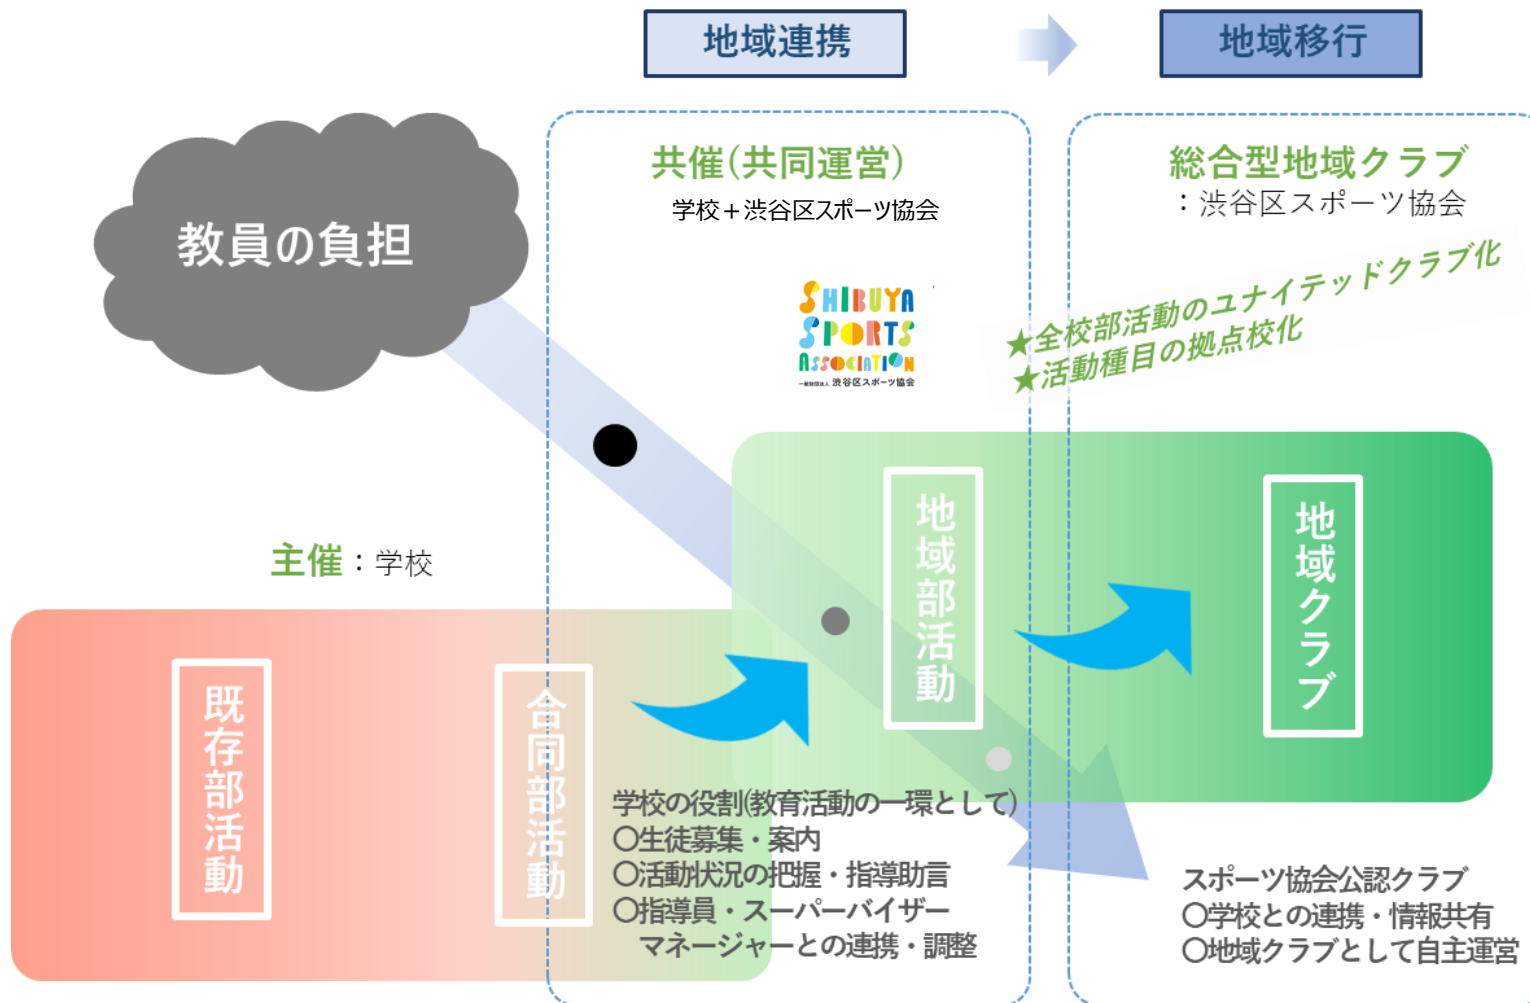 地域連携
地域移行
教員の負担
共催(共同運営)
学校＋渋谷区スポーツ協会
SHIBUYA
SPORTS
ASSOCIATION
一般財団法人 渋谷区スポーツ協会
総合型地域クラブ
：渋谷区スポーツ協会
★全校部活動のユナイテッドクラブ化
★活動種目の拠点校化
主催：学校
既存部活動
合同部活動
地域部活動
地域クラブ
学校の役割(教育活動の一環として)
〇生徒募集・案内
〇活動状況の把握・指導助言
〇指導員・スーパーバイザー
マネージャーとの連携・調整
スポーツ協会公認クラブ
〇学校との連携・情報共有
〇地域クラブとして自主運営